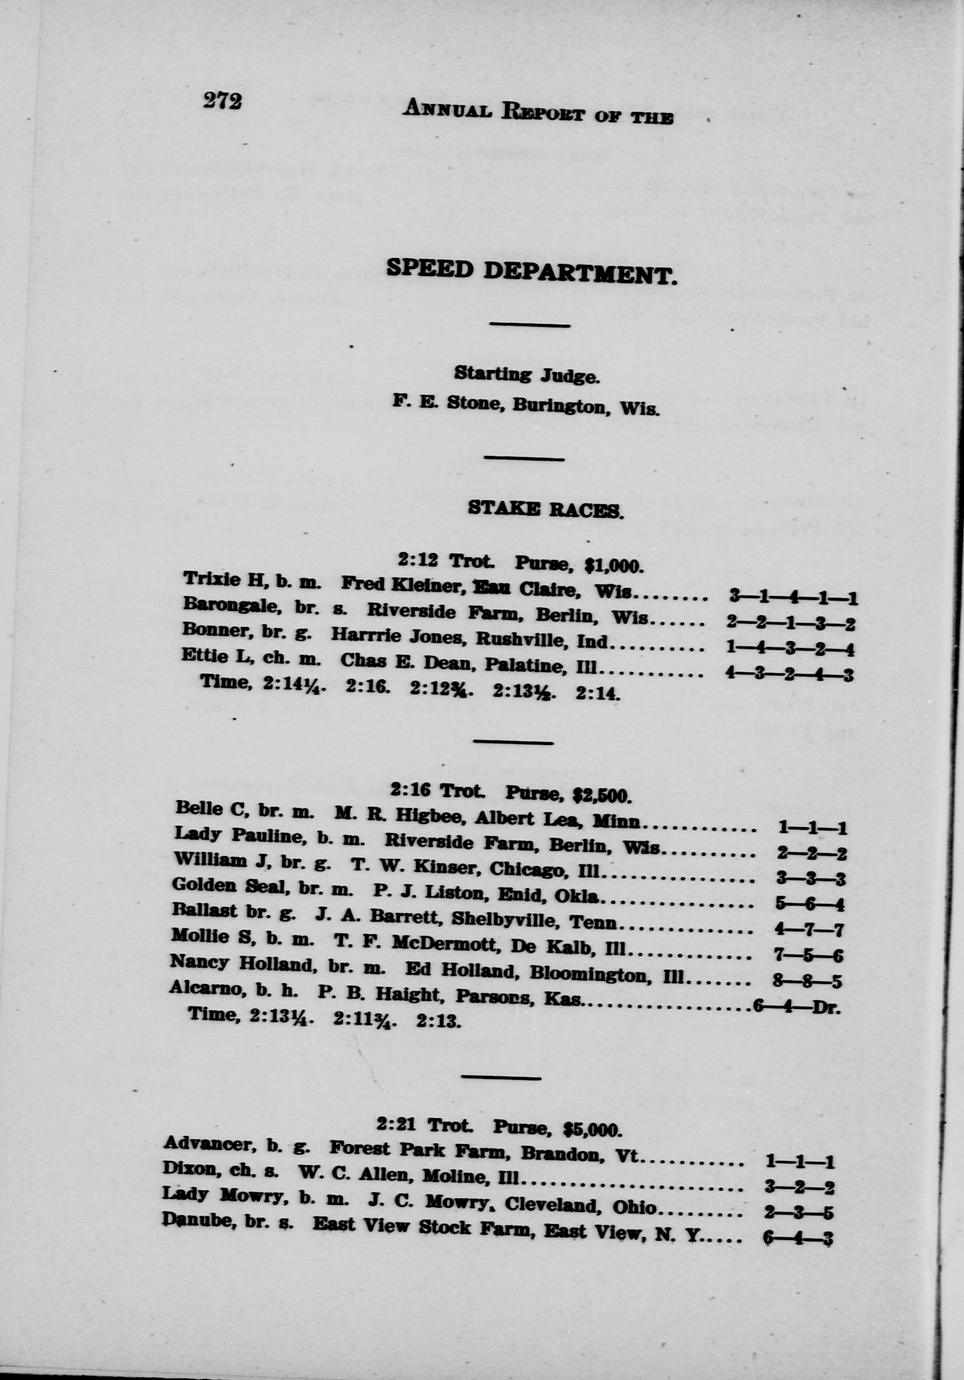 272
ANNUAL REPORT OF THE
SPEED DEPARTMENT.
Starting Judge.
F. E. Stone, Burington, Wis.
STAKE RACES.
2:12 Trot. Purse, $1,000.
Trixie H, b. m. Fred Kleiner, Eau Claire, Wis........ 3—1—4—1—1
Barongale, br. s. Riverside Farm, Berlin, Wis...... 2—2—1—3—2
Bonner, br. g. Harrrie Jones, Rushville, Ind.......... 1—4—3—2—4
Ettie L, ch. m. Chas E. Dean, Palatine, Ill........... 4—3—2—4—3
Time, 2:14¼. 2:16. 2:12¾. 2:13½. 2:14.
2:16 Trot. Purse, $2,500.
Belle C, br. m. M. R. Higbee, Albert Lea, Minn............ 1—1—1
Lady Pauline, b. m. Riverside Farm, Berlin, Wis.......... 2—2—2
William J, br. g. T. W. Kinser, Chicago, Ill................ 3—3—3
Golden Seal, br. m. P. J. Liston, Enid, Okla................ 5—6—4
Ballast br. g. J. A. Barrett, Shelbyville, Tenn.............. 4—7—7
Mollie S, b. m. T. F. McDermott, De Kalb, Ill............. 7—5—6
Nancy Holland, br. m. Ed Holland, Bloomington, Ill....... 8—8—5
Alcarno, b. h. P. B. Haight, Parsons, Kas..................6—4—Dr.
Time, 2:13¼. 2:11¾. 2:13.
2:21 Trot. Purse, $5,000.
Advancer, b. g. Forest Park Farm, Brandon, Vt........... 1—1—1
Dixon, ch. s. W. C. Allen, Moline, Ill....................... 3—2—2
Lady Mowry, b. m. J. C. Mowry, Cleveland, Ohio......... 2—3—5
Danube, br. s. East View Stock Farm, East View, N. Y..... 6—4—3